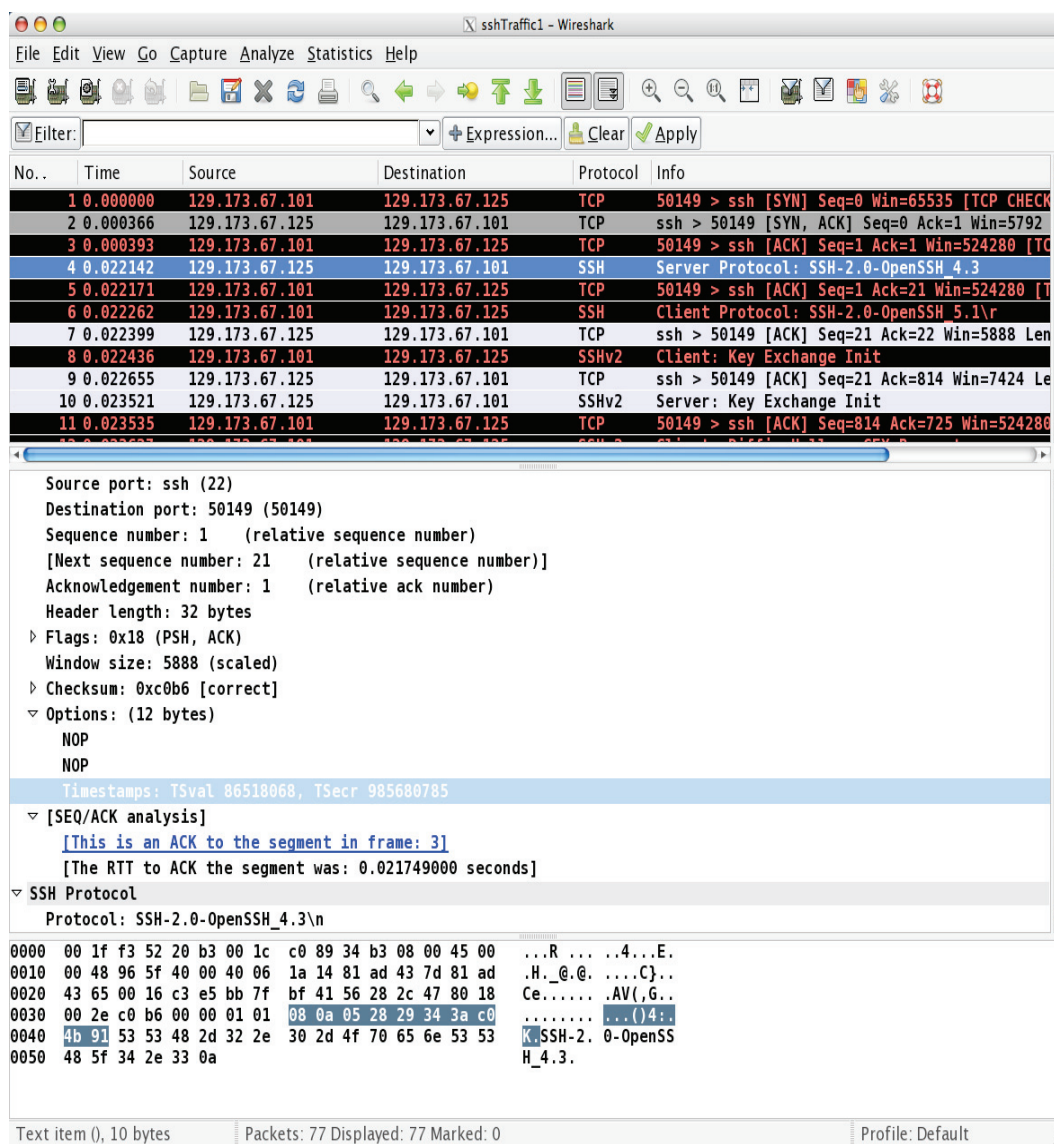 sshTraffic1 – Wireshark
File Edit View Go Capture Analyze Statistics Help
Filter: Expression... Clear Apply
No.. Time Source Destination Protocol Info
1 0.000000 129.173.67.101 129.173.67.125 TCP 50149 > ssh [SYN] Seq=0 Win=65535 [TCP CHECK
2 0.000366 129.173.67.125 129.173.67.101 TCP ssh > 50149 [SYN, ACK] Seq=0 Ack=1 Win=5792
3 0.000393 129.173.67.101 129.173.67.125 TCP 50149 > ssh [ACK] Seq=1 Ack=1 Win=524280 [TC
4 0.022142 129.173.67.125 129.173.67.101 SSH Server Protocol: SSH-2.0-OpenSSH_4.3
5 0.022171 129.173.67.101 129.173.67.125 TCP 50149 > ssh [ACK] Seq=1 Ack=21 Win=524280 [T
6 0.022262 129.173.67.101 129.173.67.125 SSH Client Protocol: SSH-2.0-OpenSSH_5.1\r
7 0.022399 129.173.67.125 129.173.67.101 TCP ssh > 50149 [ACK] Seq=21 Ack=22 Win=5888 Len
8 0.022436 129.173.67.101 129.173.67.125 SSHv2 Client: Key Exchange Init
9 0.022655 129.173.67.125 129.173.67.101 TCP ssh > 50149 [ACK] Seq=21 Ack=814 Win=7424 Le
10 0.023521 129.173.67.125 129.173.67.101 SSHv2 Server: Key Exchange Init
11 0.023535 129.173.67.101 129.173.67.125 TCP 50149 > ssh [ACK] Seq=814 Ack=725 Win=524280
Source port: ssh (22)
Destination port: 50149 (50149)
Sequence number: 1 (relative sequence number)
[Next sequence number: 21 (relative sequence number)]
Acknowledgement number: 1 (relative ack number)
Header length: 32 bytes
Flags: 0x18 (PSH, ACK)
Window size: 5888 (scaled)
Checksum: 0xc0b6 [correct]
Options: (12 bytes)
NOP
NOP
Timestamps: TSval 86518068, TSecr 985680785
[SEQ/ACK analysis]
[This is an ACK to the segment in frame: 3]
[The RTT to ACK the segment was: 0.021749000 seconds]
SSH Protocol
Protocol: SSH-2.0-OpenSSH_4.3\n
0000 00 1f f3 52 20 b3 00 1c c0 89 34 b3 08 00 45 00 ...R ... ..4...E.
0010 00 48 96 5f 40 00 40 06 1a 14 81 ad 43 7d 81 ad .H._@.@. ....C}..
0020 43 65 00 16 c3 e5 bb 7f bf 41 56 28 2c 47 80 18 Ce...... .AV(,G..
0030 00 2e c0 b6 00 00 01 01 08 0a 05 28 29 34 3a c0 ........ ...()4:.
0040 4b 91 53 53 48 2d 32 2e 30 2d 4f 70 65 6e 53 53 K.SSH-2. 0-OpenSS
0050 48 5f 34 2e 33 0a H_4.3.
Text item (), 10 bytes Packets: 77 Displayed: 77 Marked: 0 Profile: Default